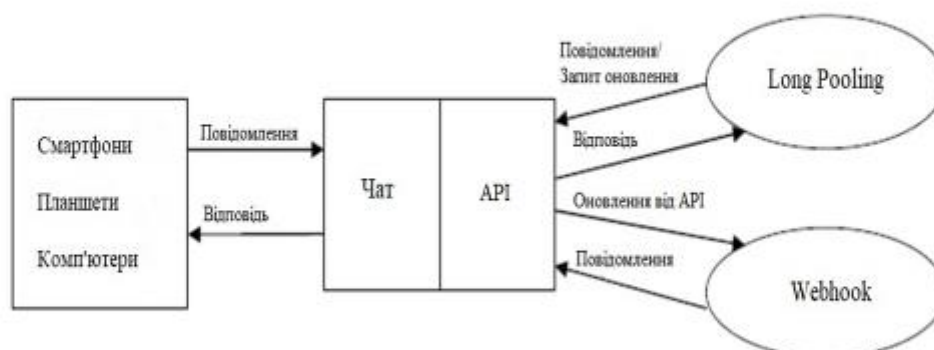 Смартфони
Планшети
Комп'ютери
Повідомлення
Відповідь
Чат
API
Повідомлення/
Запит оновлення
Відповідь
Оновлення від API
Повідомлення
Long Pooling
Webhook